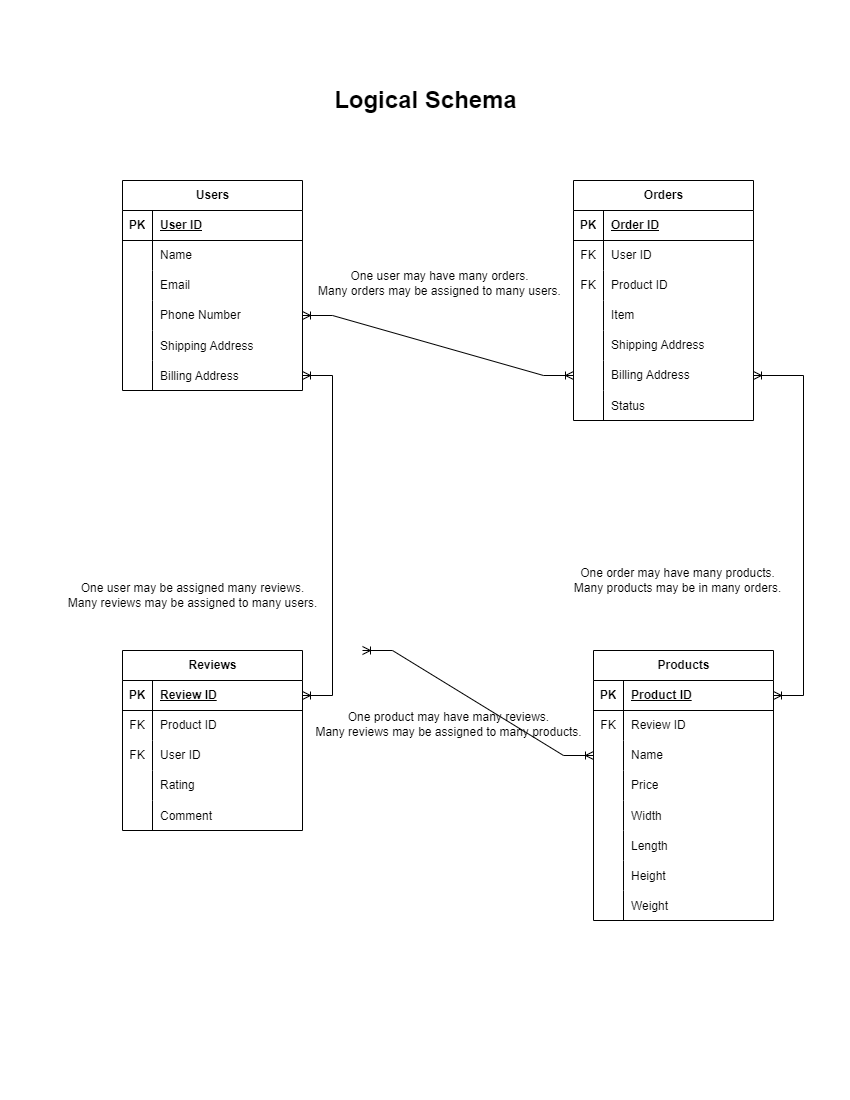 Logical Schema
Users
PK User ID
Name
Email
Phone Number
Shipping Address
Billing Address
One user may have many orders.
Many orders may be assigned to many users.
Orders
PK Order ID
FK User ID
FK Product ID
Item
Shipping Address
Billing Address
Status
One user may be assigned many reviews.
Many reviews may be assigned to many users.
One order may have many products.
Many products may be in many orders.
Reviews
PK Review ID
FK Product ID
FK User ID
Rating
Comment
One product may have many reviews.
Many reviews may be assigned to many products.
Products
PK Product ID
FK Review ID
Name
Price
Width
Length
Height
Weight